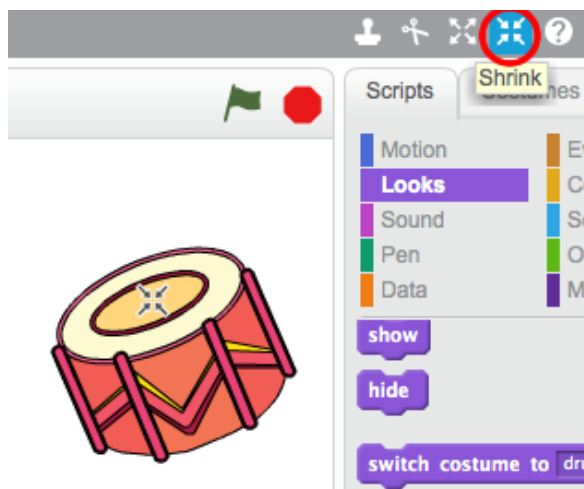 Shrink
Scripts
Motion
Looks
Sound
Pen
Data
show
hide
switch costume to